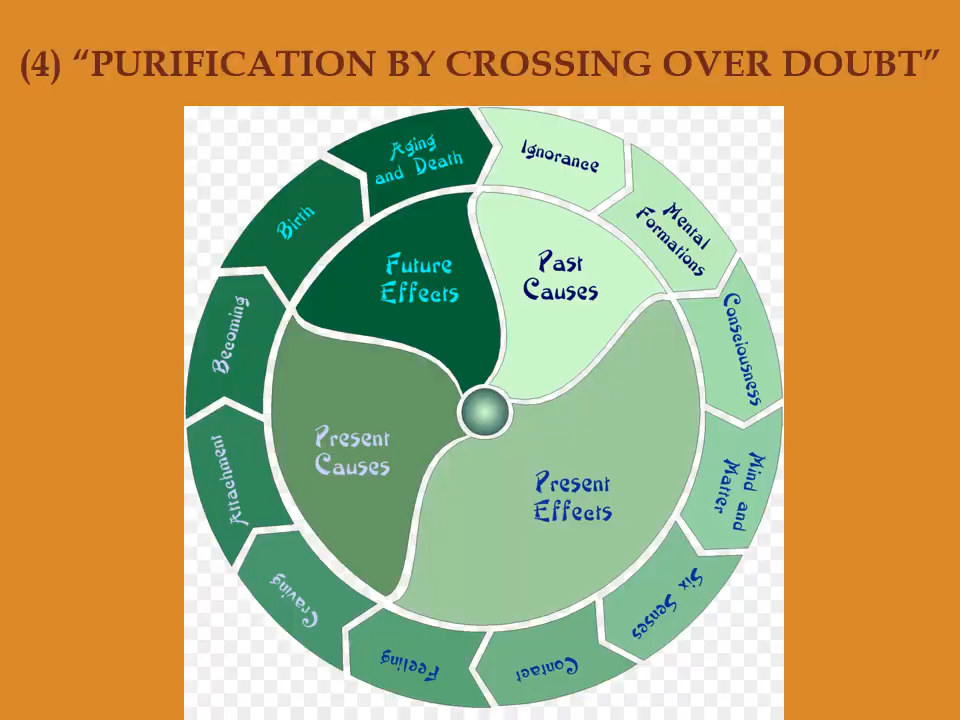 (4) “PURIFICATION BY CROSSING OVER DOUBT”
Ignorance
Mental
Formations
Consciousness
Mind and
Matter
Six Senses
Contact
Feeling
Craving
Attachment
Becoming
Birth
Aging
and Death
Past
Causes
Present
Effects
Present
Causes
Future
Effects